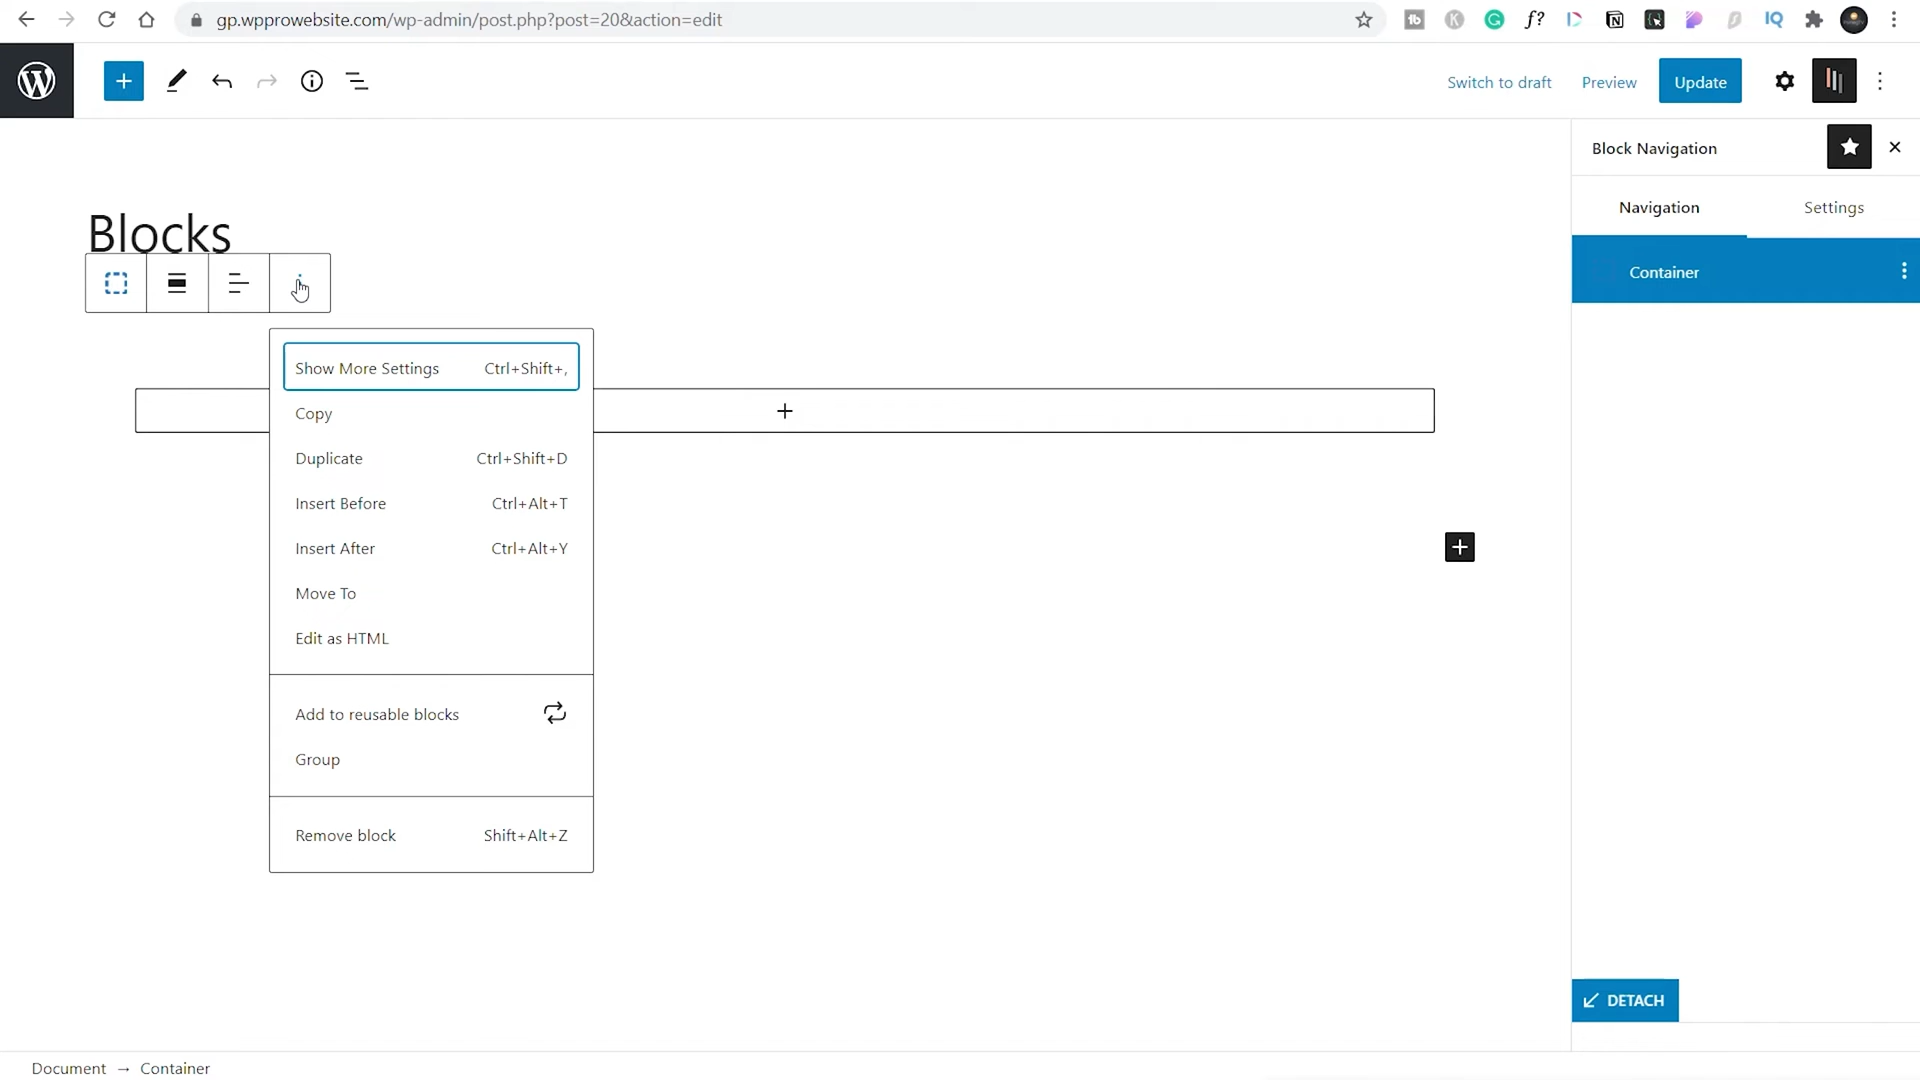 gp.wpprowebsite.com/wp-admin/post.php?post=20&action=edit
Switch to draft
Preview
Update
Block Navigation
Navigation
Settings
Container
Blocks
Show More Settings Ctrl+Shift+,
Copy
Duplicate Ctrl+Shift+D
Insert Before Ctrl+Alt+T
Insert After Ctrl+Alt+Y
Move To
Edit as HTML
Add to reusable blocks
Group
Remove block Shift+Alt+Z
DETACH
Document → Container